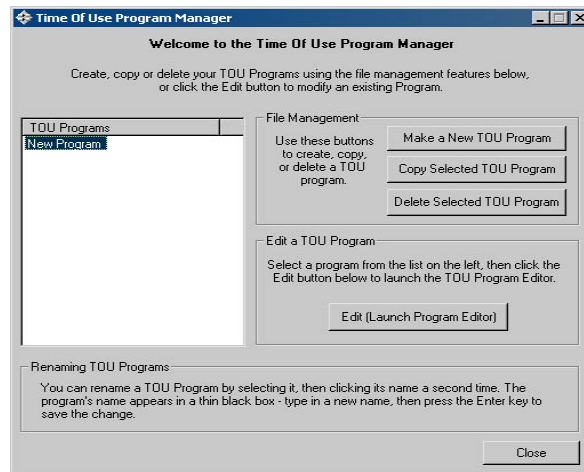 Time Of Use Program Manager
Welcome to the Time Of Use Program Manager
Create, copy or delete your TOU Programs using the file management features below,
or click the Edit button to modify an existing Program.
TOU Programs
New Program
File Management
Use these buttons
to create, copy,
or delete a TOU
program.
Make a New TOU Program
Copy Selected TOU Program
Delete Selected TOU Program
Edit a TOU Program
Select a program from the list on the left, then click the
Edit button below to launch the TOU Program Editor.
Edit (Launch Program Editor)
Renaming TOU Programs
You can rename a TOU Program by selecting it, then clicking its name a second time. The
program's name appears in a thin black box - type in a new name, then press the Enter key to
save the change.
Close